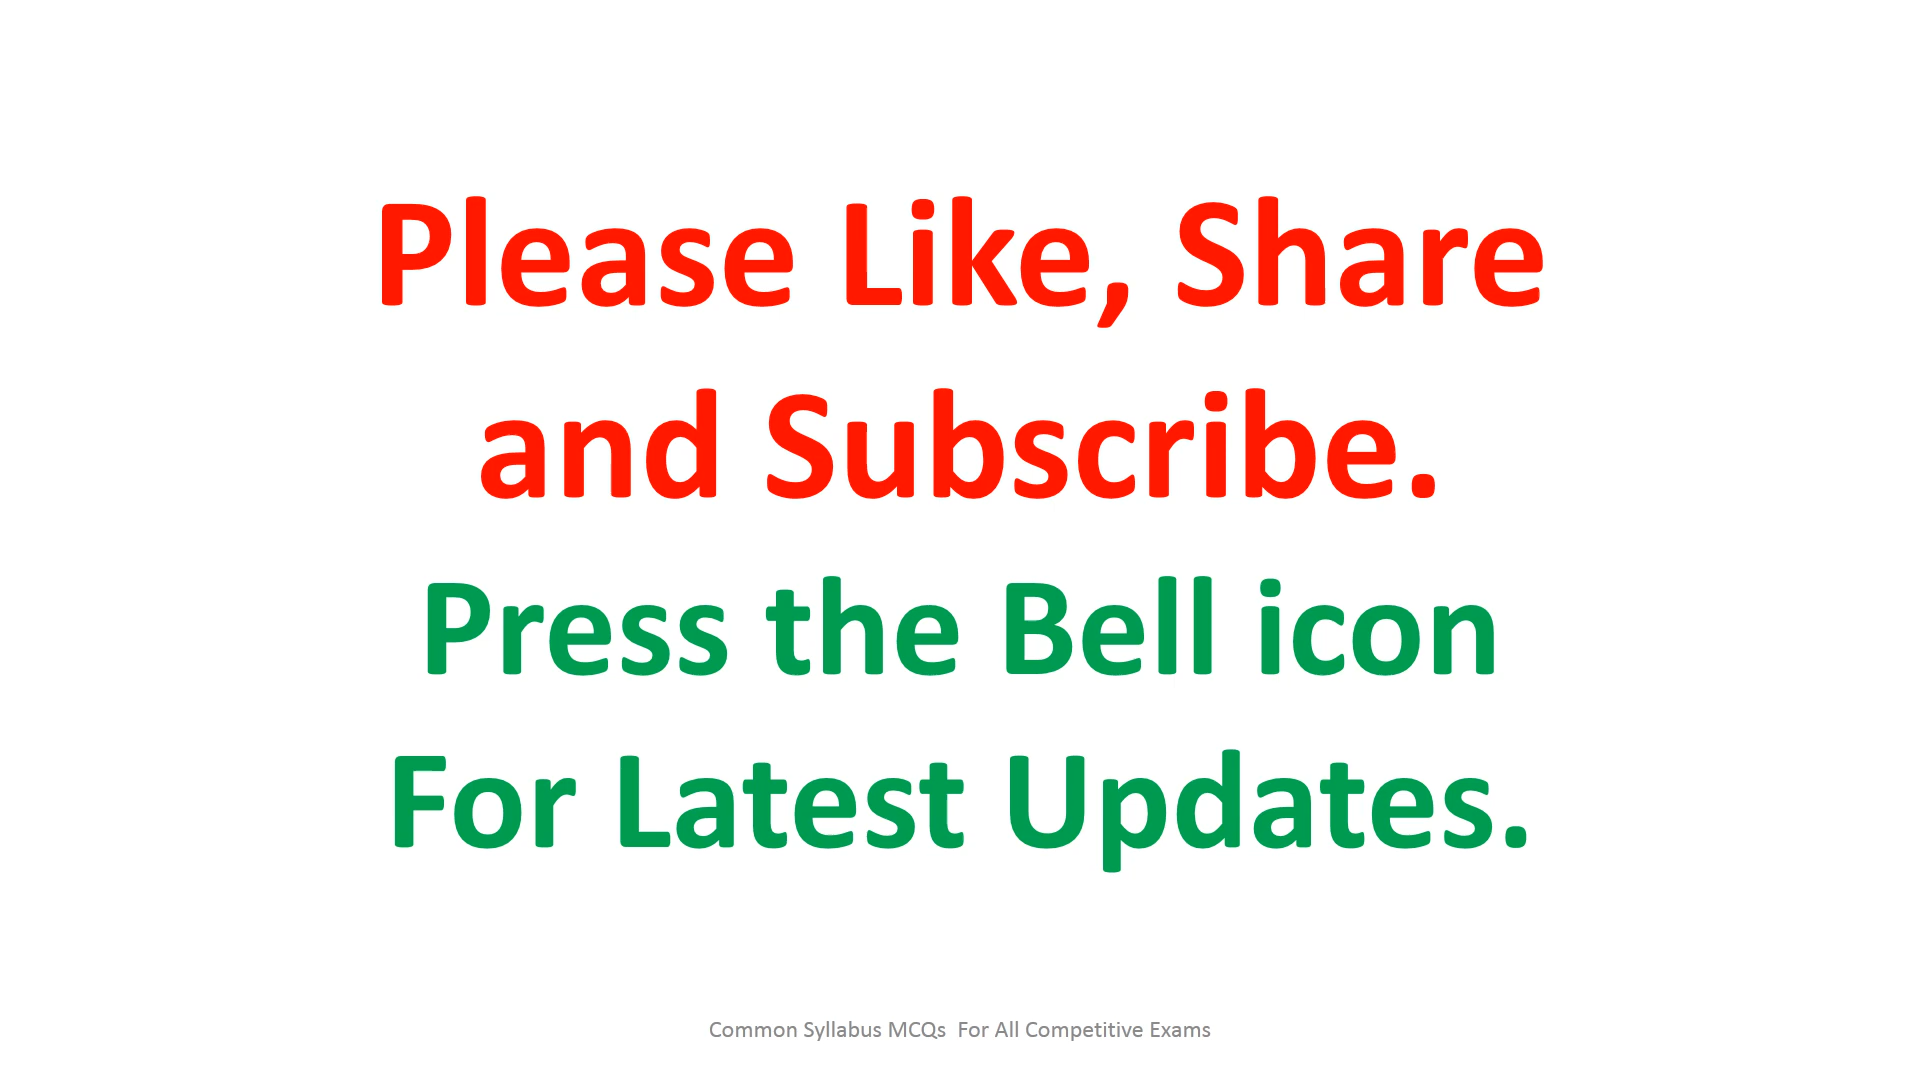 Please Like, Share
and Subscribe.
Press the Bell icon
For Latest Updates.
Common Syllabus MCQs  For All Competitive Exams